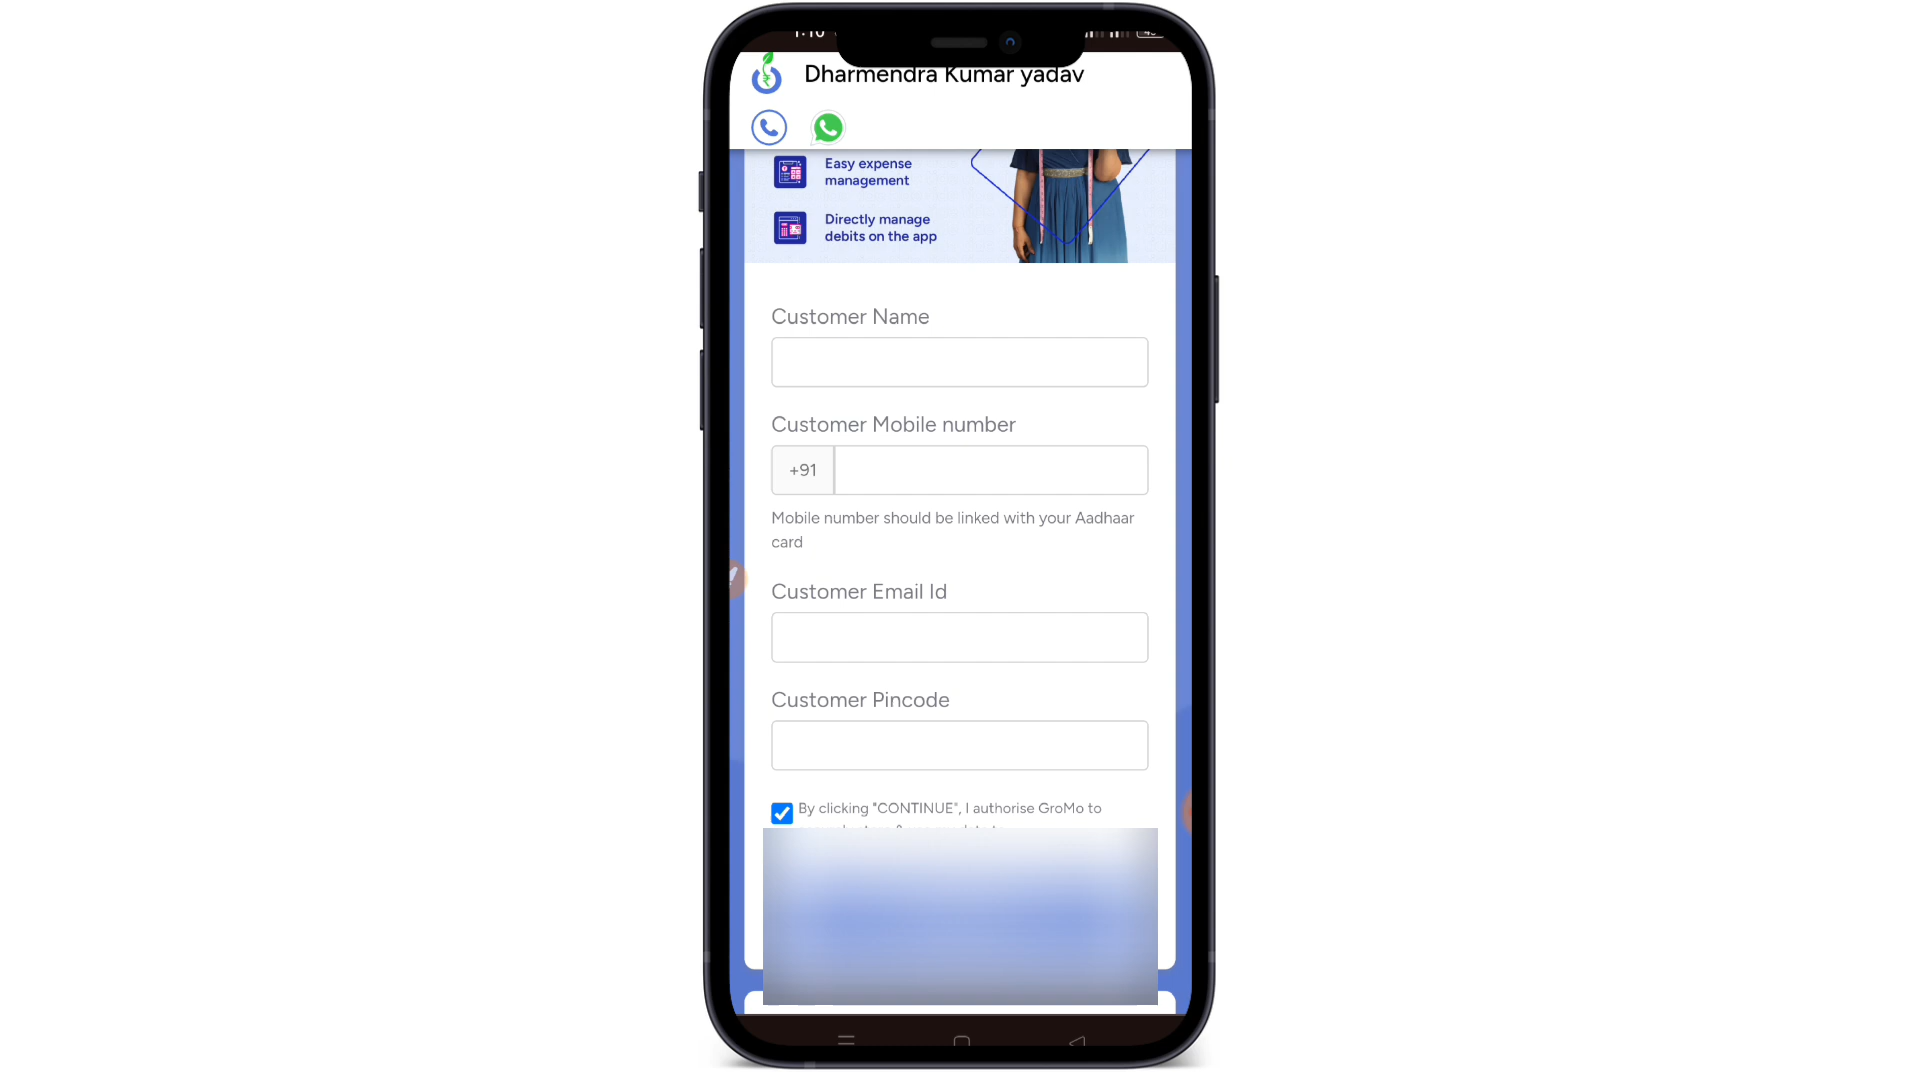 Dharmendra Kumar yadav
Easy expense
management
Directly manage
debits on the app
Customer Name
Customer Mobile number
+91
Mobile number should be linked with your Aadhaar
card
Customer Email Id
Customer Pincode
By clicking "CONTINUE", I authorise GroMo to